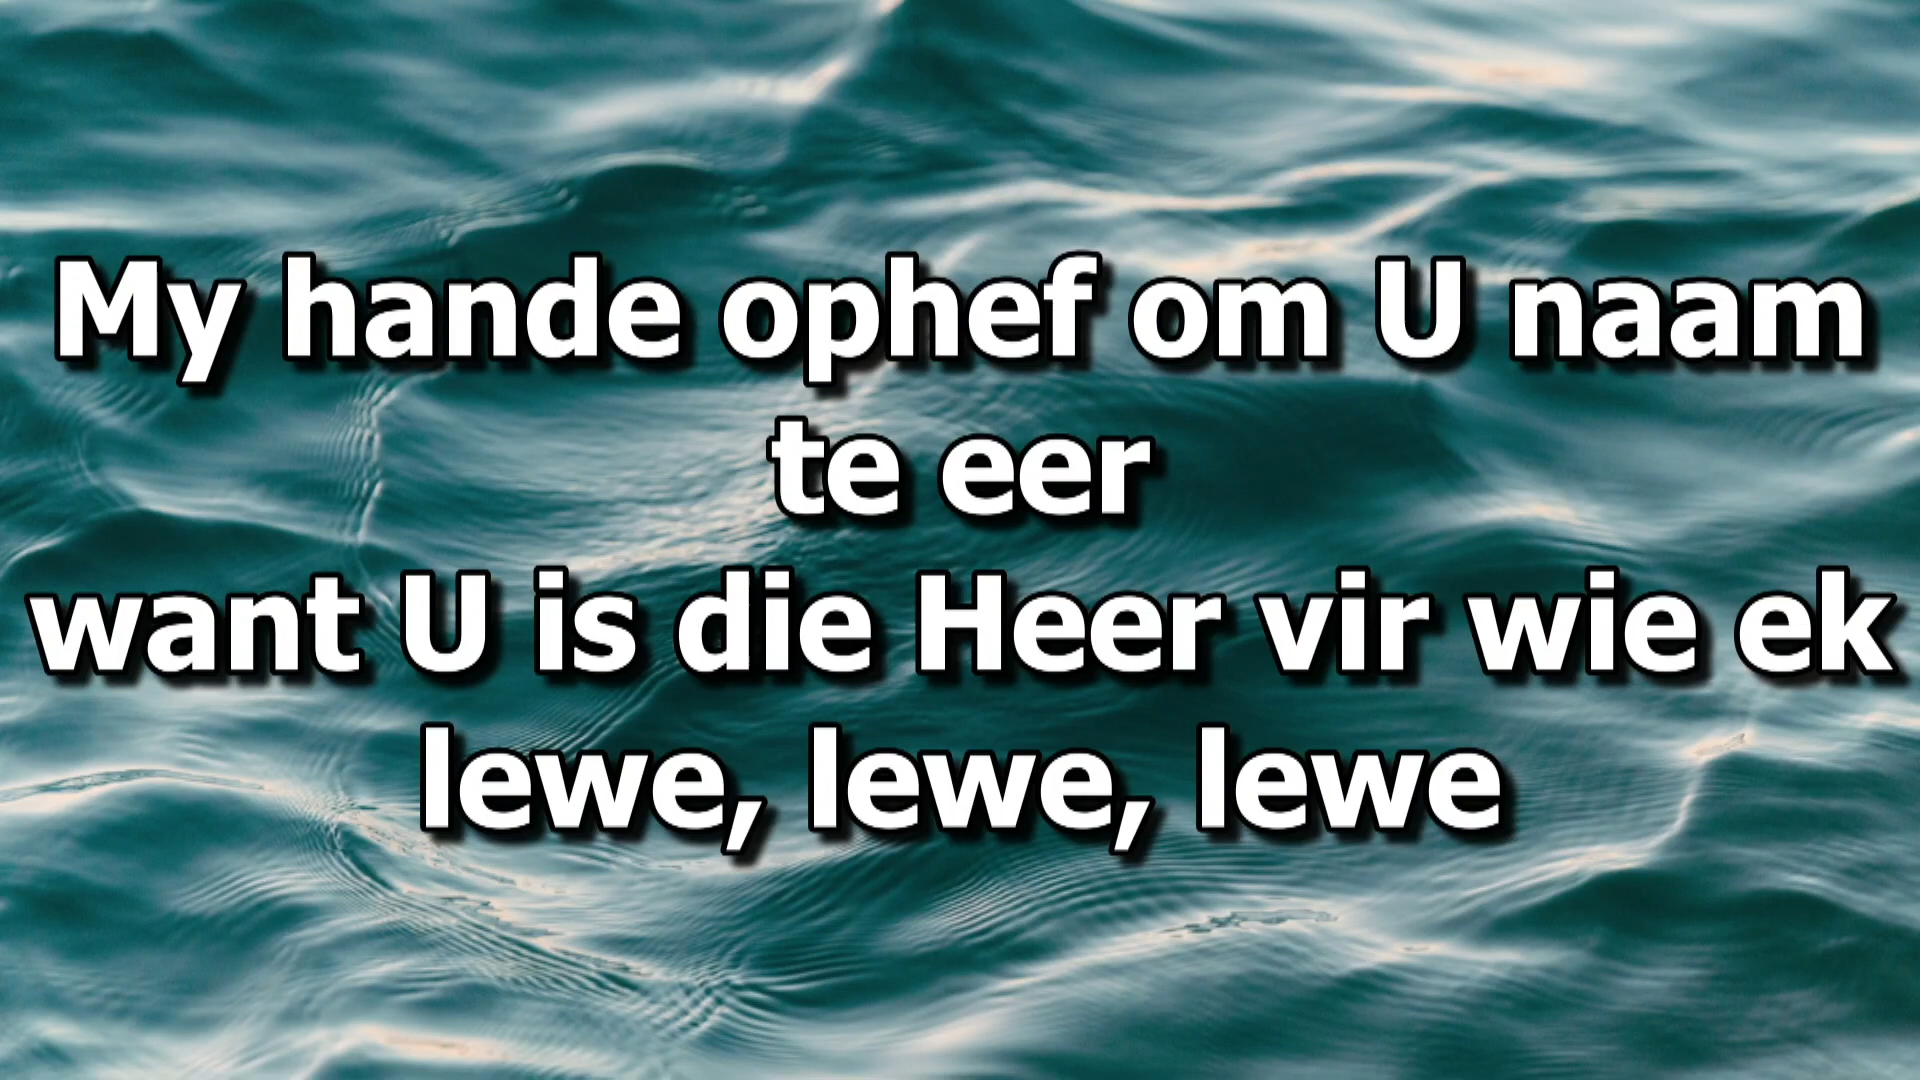 My hande ophef om U naam
te eer
want U is die Heer vir wie ek
lewe, lewe, lewe